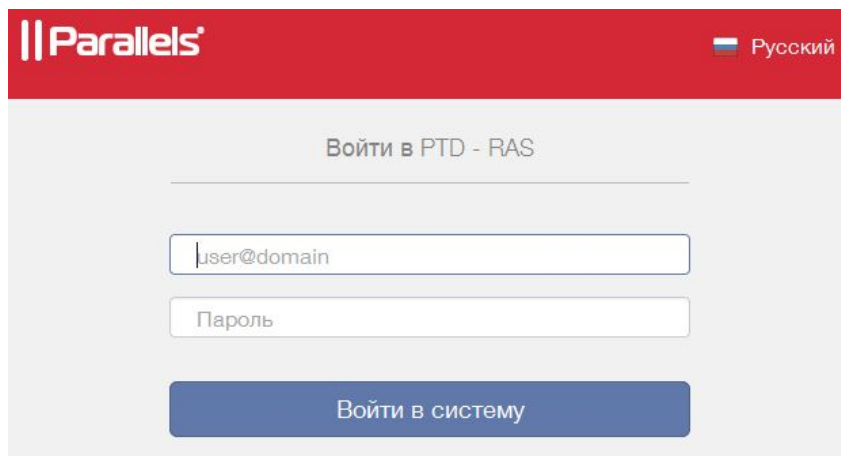 ||Parallels®
Русский
Войти в PTD - RAS
user@domain
Пароль
Войти в систему